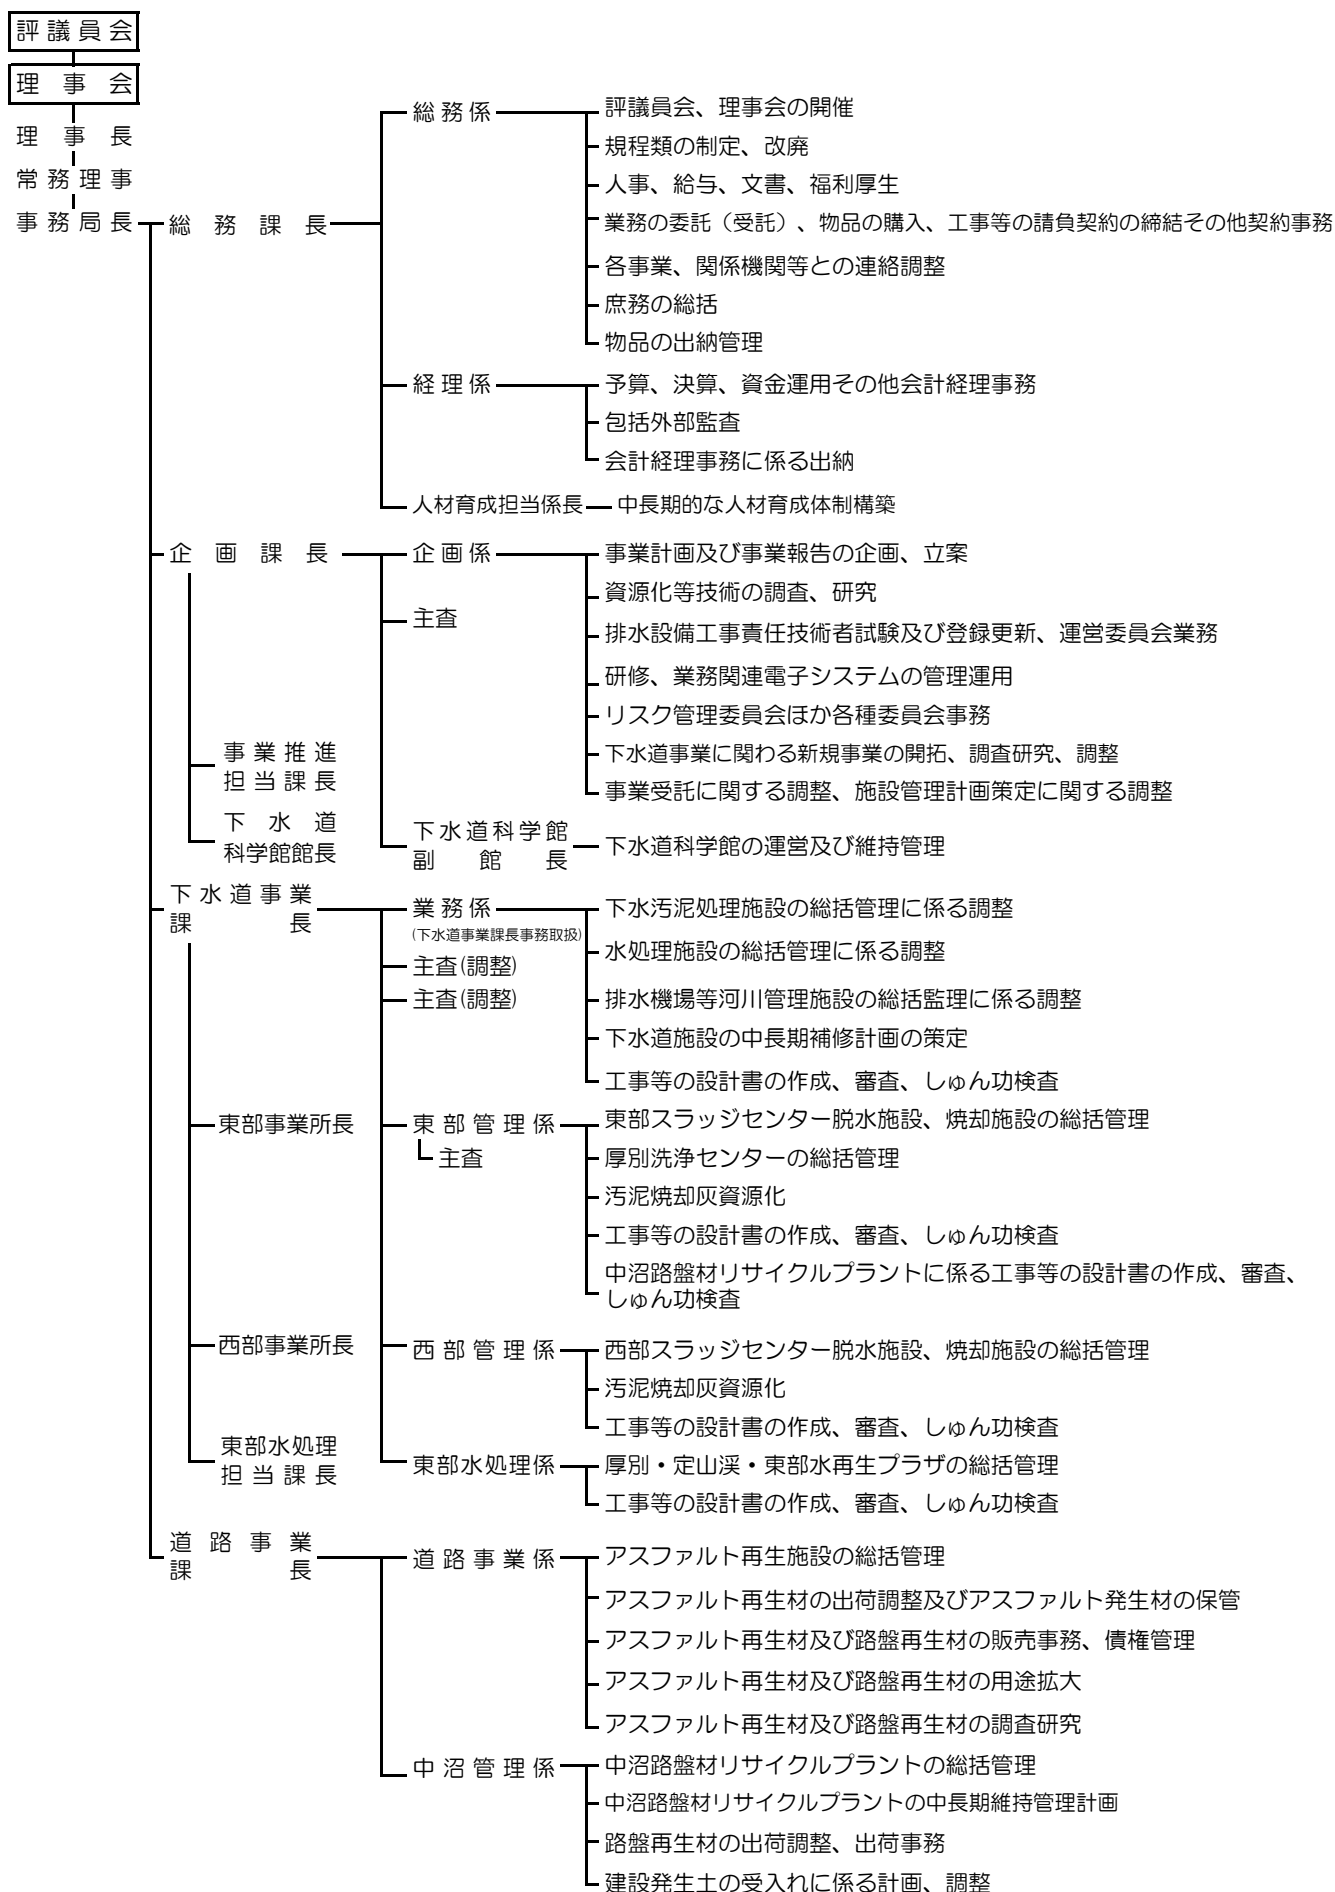 評議員会
理事会
理事長
常務理事
事務局長
総務課長
総務係
評議員会、理事会の開催
規程類の制定、改廃
人事、給与、文書、福利厚生
業務の委託（受託）、物品の購入、工事等の請負契約の締結その他契約事務
各事業、関係機関等との連絡調整
庶務の総括
物品の出納管理
経理係
予算、決算、資金運用その他会計経理事務
包括外部監査
会計経理事務に係る出納
人材育成担当係長
中長期的な人材育成体制構築
企画課長
企画係
事業計画及び事業報告の企画、立案
資源化等技術の調査、研究
主査
排水設備工事責任技術者試験及び登録更新、運営委員会業務
研修、業務関連電子システムの管理運用
リスク管理委員会ほか各種委員会事務
下水道事業に関わる新規事業の開拓、調査研究、調整
事業受託に関する調整、施設管理計画策定に関する調整
事業推進
担当課長
下水道
科学館館長
下水道科学館
副館長
下水道科学館の運営及び維持管理
下水道事業
課長
業務係
(下水道事業課長事務取扱)
主査(調整)
主査(調整)
下水汚泥処理施設の総括管理に係る調整
水処理施設の総括管理に係る調整
排水機場等河川管理施設の総括監理に係る調整
下水道施設の中長期補修計画の策定
工事等の設計書の作成、審査、しゅん功検査
東部事業所長
東部管理係
主査
東部スラッジセンター脱水施設、焼却施設の総括管理
厚別洗浄センターの総括管理
汚泥焼却灰資源化
工事等の設計書の作成、審査、しゅん功検査
中沼路盤材リサイクルプラントに係る工事等の設計書の作成、審査、
しゅん功検査
西部事業所長
西部管理係
西部スラッジセンター脱水施設、焼却施設の総括管理
汚泥焼却灰資源化
工事等の設計書の作成、審査、しゅん功検査
東部水処理
担当課長
東部水処理係
厚別・定山渓・東部水再生プラザの総括管理
工事等の設計書の作成、審査、しゅん功検査
道路事業
課長
道路事業係
アスファルト再生施設の総括管理
アスファルト再生材の出荷調整及びアスファルト発生材の保管
アスファルト再生材及び路盤再生材の販売事務、債権管理
アスファルト再生材及び路盤再生材の用途拡大
アスファルト再生材及び路盤再生材の調査研究
中沼管理係
中沼路盤材リサイクルプラントの総括管理
中沼路盤材リサイクルプラントの中長期維持管理計画
路盤再生材の出荷調整、出荷事務
建設発生土の受入れに係る計画、調整